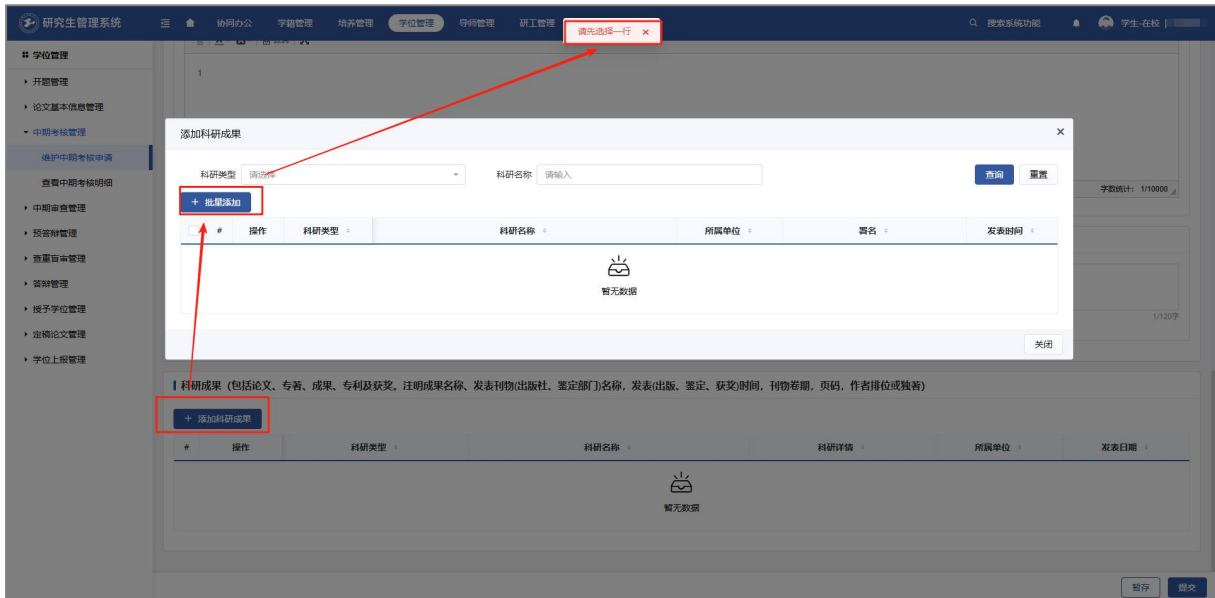 研究生管理系统
协同办公 学籍管理 培养管理 学位管理 导师管理 研工管理
请先选择一行 ×
搜索系统功能
学生-在校 |
学位管理
开题管理
论文基本信息管理
中期考核管理
维护中期考核申请
查看中期考核明细
中期审查管理
预答辩管理
查重盲审管理
答辩管理
授予学位管理
定稿论文管理
学位上报管理
1
字数统计: 1/10000
添加科研成果 ×
科研类型 请选择 科研名称 请输入 查询 重置
+ 批量添加
# 操作 科研类型 科研名称 所属单位 署名 发表时间
暂无数据
关闭
1/120字
科研成果 (包括论文、专著、成果、专利及获奖。注明成果名称、发表刊物(出版社、鉴定部门)名称，发表(出版、鉴定、获奖)时间，刊物卷期，页码，作者排位或独著)
+ 添加科研成果
# 操作 科研类型 科研名称 科研详情 所属单位 发表日期
暂无数据
暂存 提交